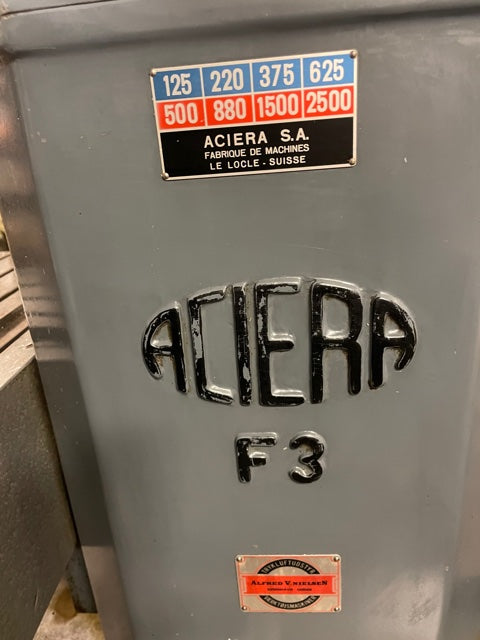 125 220 375 625
500 880 1500 2500
ACIERA S.A.
FABRIQUE DE MACHINES
LE LOCLE - SUISSE
ACIERA
F3
TRYKLUFTUDSTYR
ALFRED V. NIELSEN